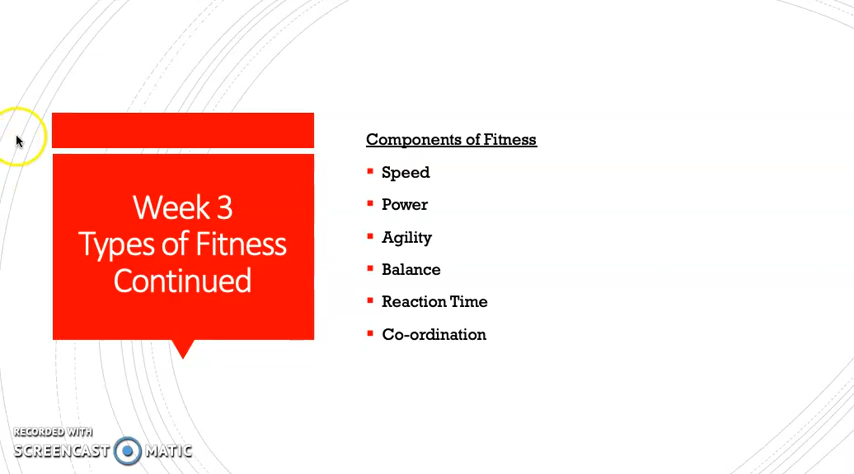 Week 3
Types of Fitness
Continued
Components of Fitness
Speed
Power
Agility
Balance
Reaction Time
Co-ordination
RECORDED WITH
SCREENCAST MATIC